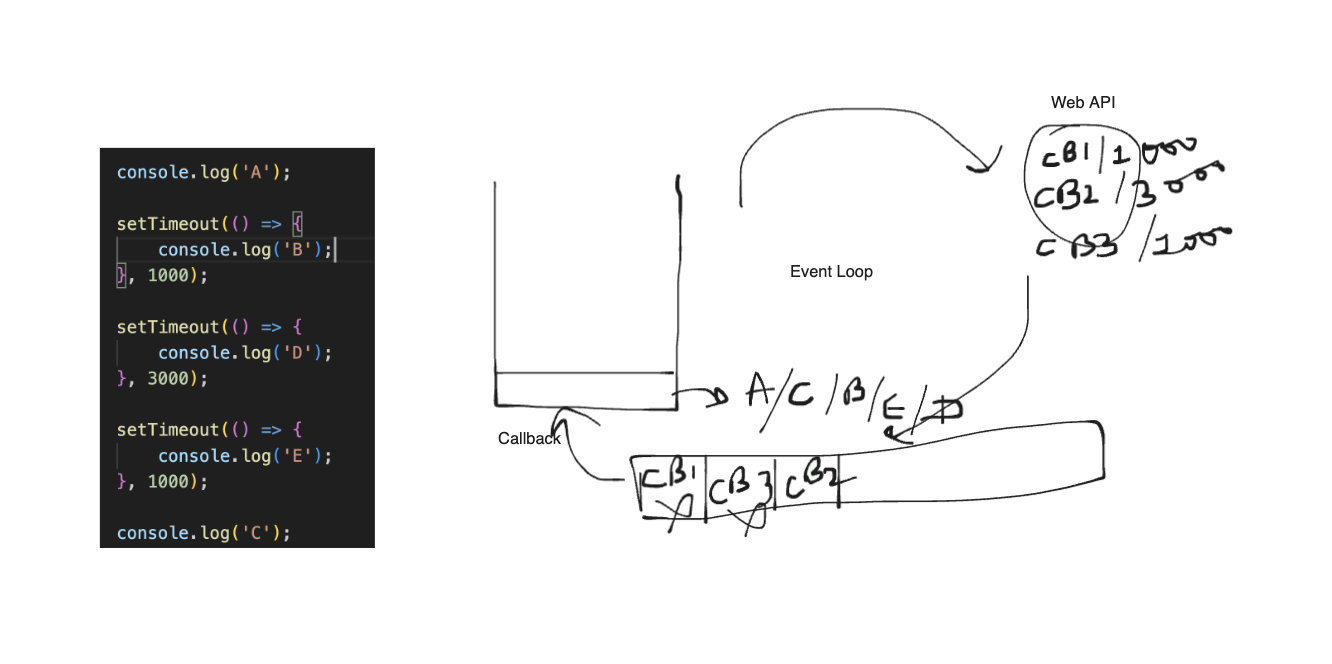 console.log('A');
setTimeout(() => {
console.log('B');
}, 1000);
setTimeout(() => {
console.log('D');
}, 3000);
setTimeout(() => {
console.log('E');
}, 1000);
console.log('C');
Web API
CB1/1000
CB2/3000
CB3/1000
Event Loop
A/C/B/E/D
Callback
CB1 CB3 CB2